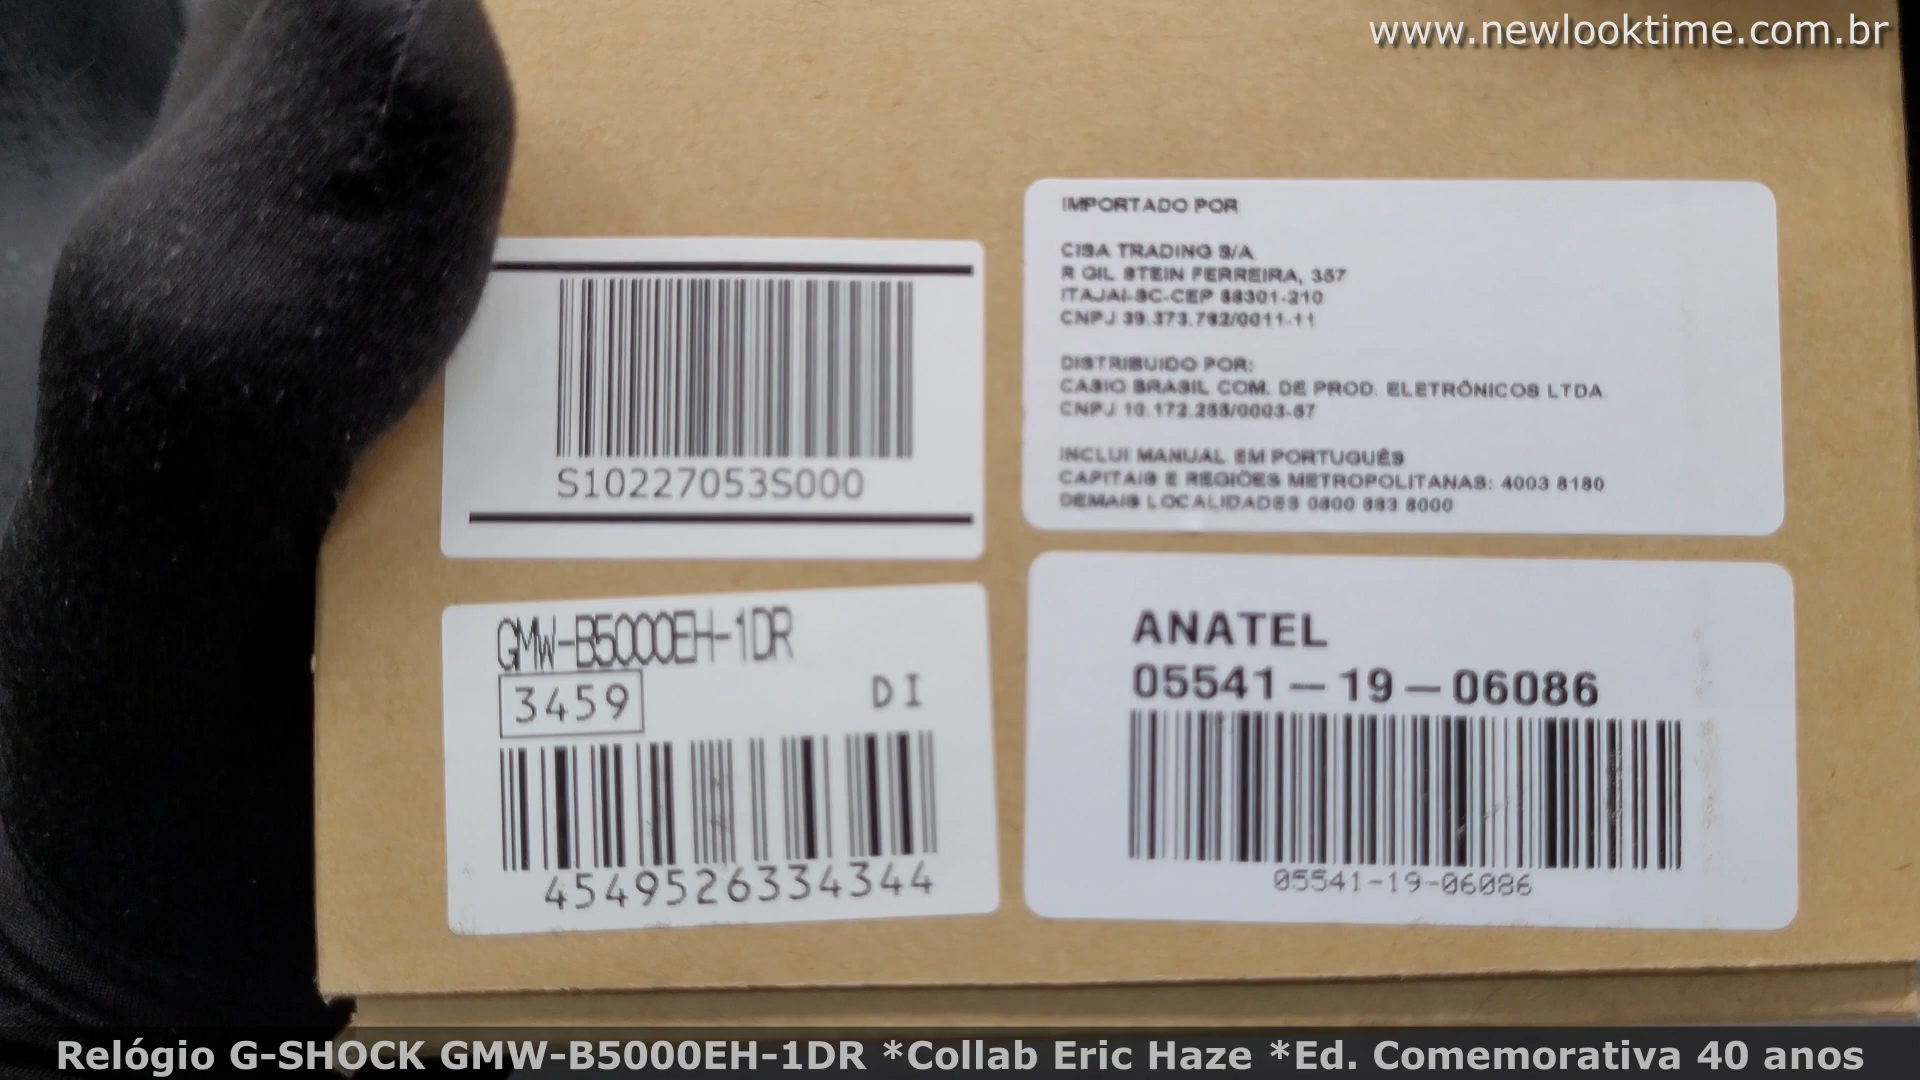 www.newlooktime.com.br
IMPORTADO POR
CISA TRADING S/A
R GIL STEIN FERREIRA, 357
ITAJAI-SC-CEP 88301-210
CNPJ 39.373.782/0011-11
DISTRIBUIDO POR:
CASIO BRASIL COM. DE PROD. ELETRÔNICOS LTDA
CNPJ 10.172.255/0003-57
INCLUI MANUAL EM PORTUGUÊS
CAPITAIS E REGIÕES METROPOLITANAS: 4003 8180
DEMAIS LOCALIDADES 0800 883 8000
S10227053S000
GMW-B5000EH-1DR
3459
DI
4549526334344
ANATEL
05541-19-06086
05541-19-06086
Relógio G-SHOCK GMW-B5000EH-1DR *Collab Eric Haze *Ed. Comemorativa 40 anos